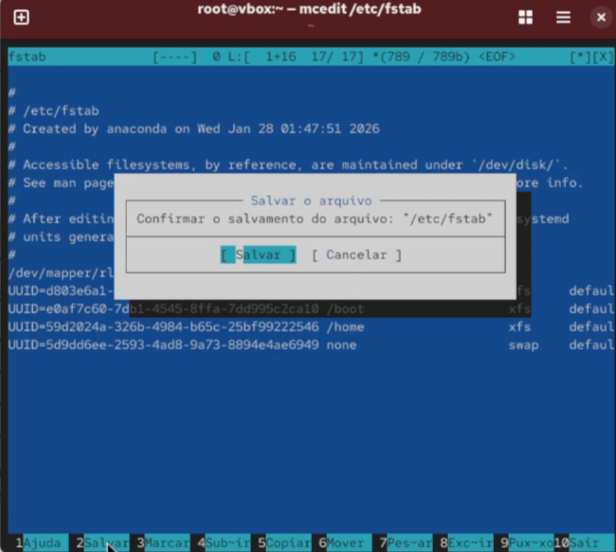 root@vbox:~ — mcedit /etc/fstab
~
fstab [----] 0 L:[ 1+16 17/ 17] *(789 / 789b) <EOF> [*][X]
#
# /etc/fstab
# Created by anaconda on Wed Jan 28 01:47:51 2026
#
# Accessible filesystems, by reference, are maintained under '/dev/disk/'.
# See man page ore info.
#
# After editin systemd
# units genera
#
Salvar o arquivo
Confirmar o salvamento do arquivo: "/etc/fstab"
[ Salvar ] [ Cancelar ]
/dev/mapper/rl
UUID=d803e6a1- fs defaul
UUID=e0af7c60-7db1-4545-8ffa-7dd995c2ca10 /boot xfs defaul
UUID=59d2024a-326b-4984-b65c-25bf99222546 /home xfs defaul
UUID=5d9dd6ee-2593-4ad8-9a73-8894e4ae6949 none swap defaul
1Ajuda 2Salvar 3Marcar 4Sub~ir 5Copiar 6Mover 7Pes~ar 8Exc~ir 9Pux~xo 10Sair